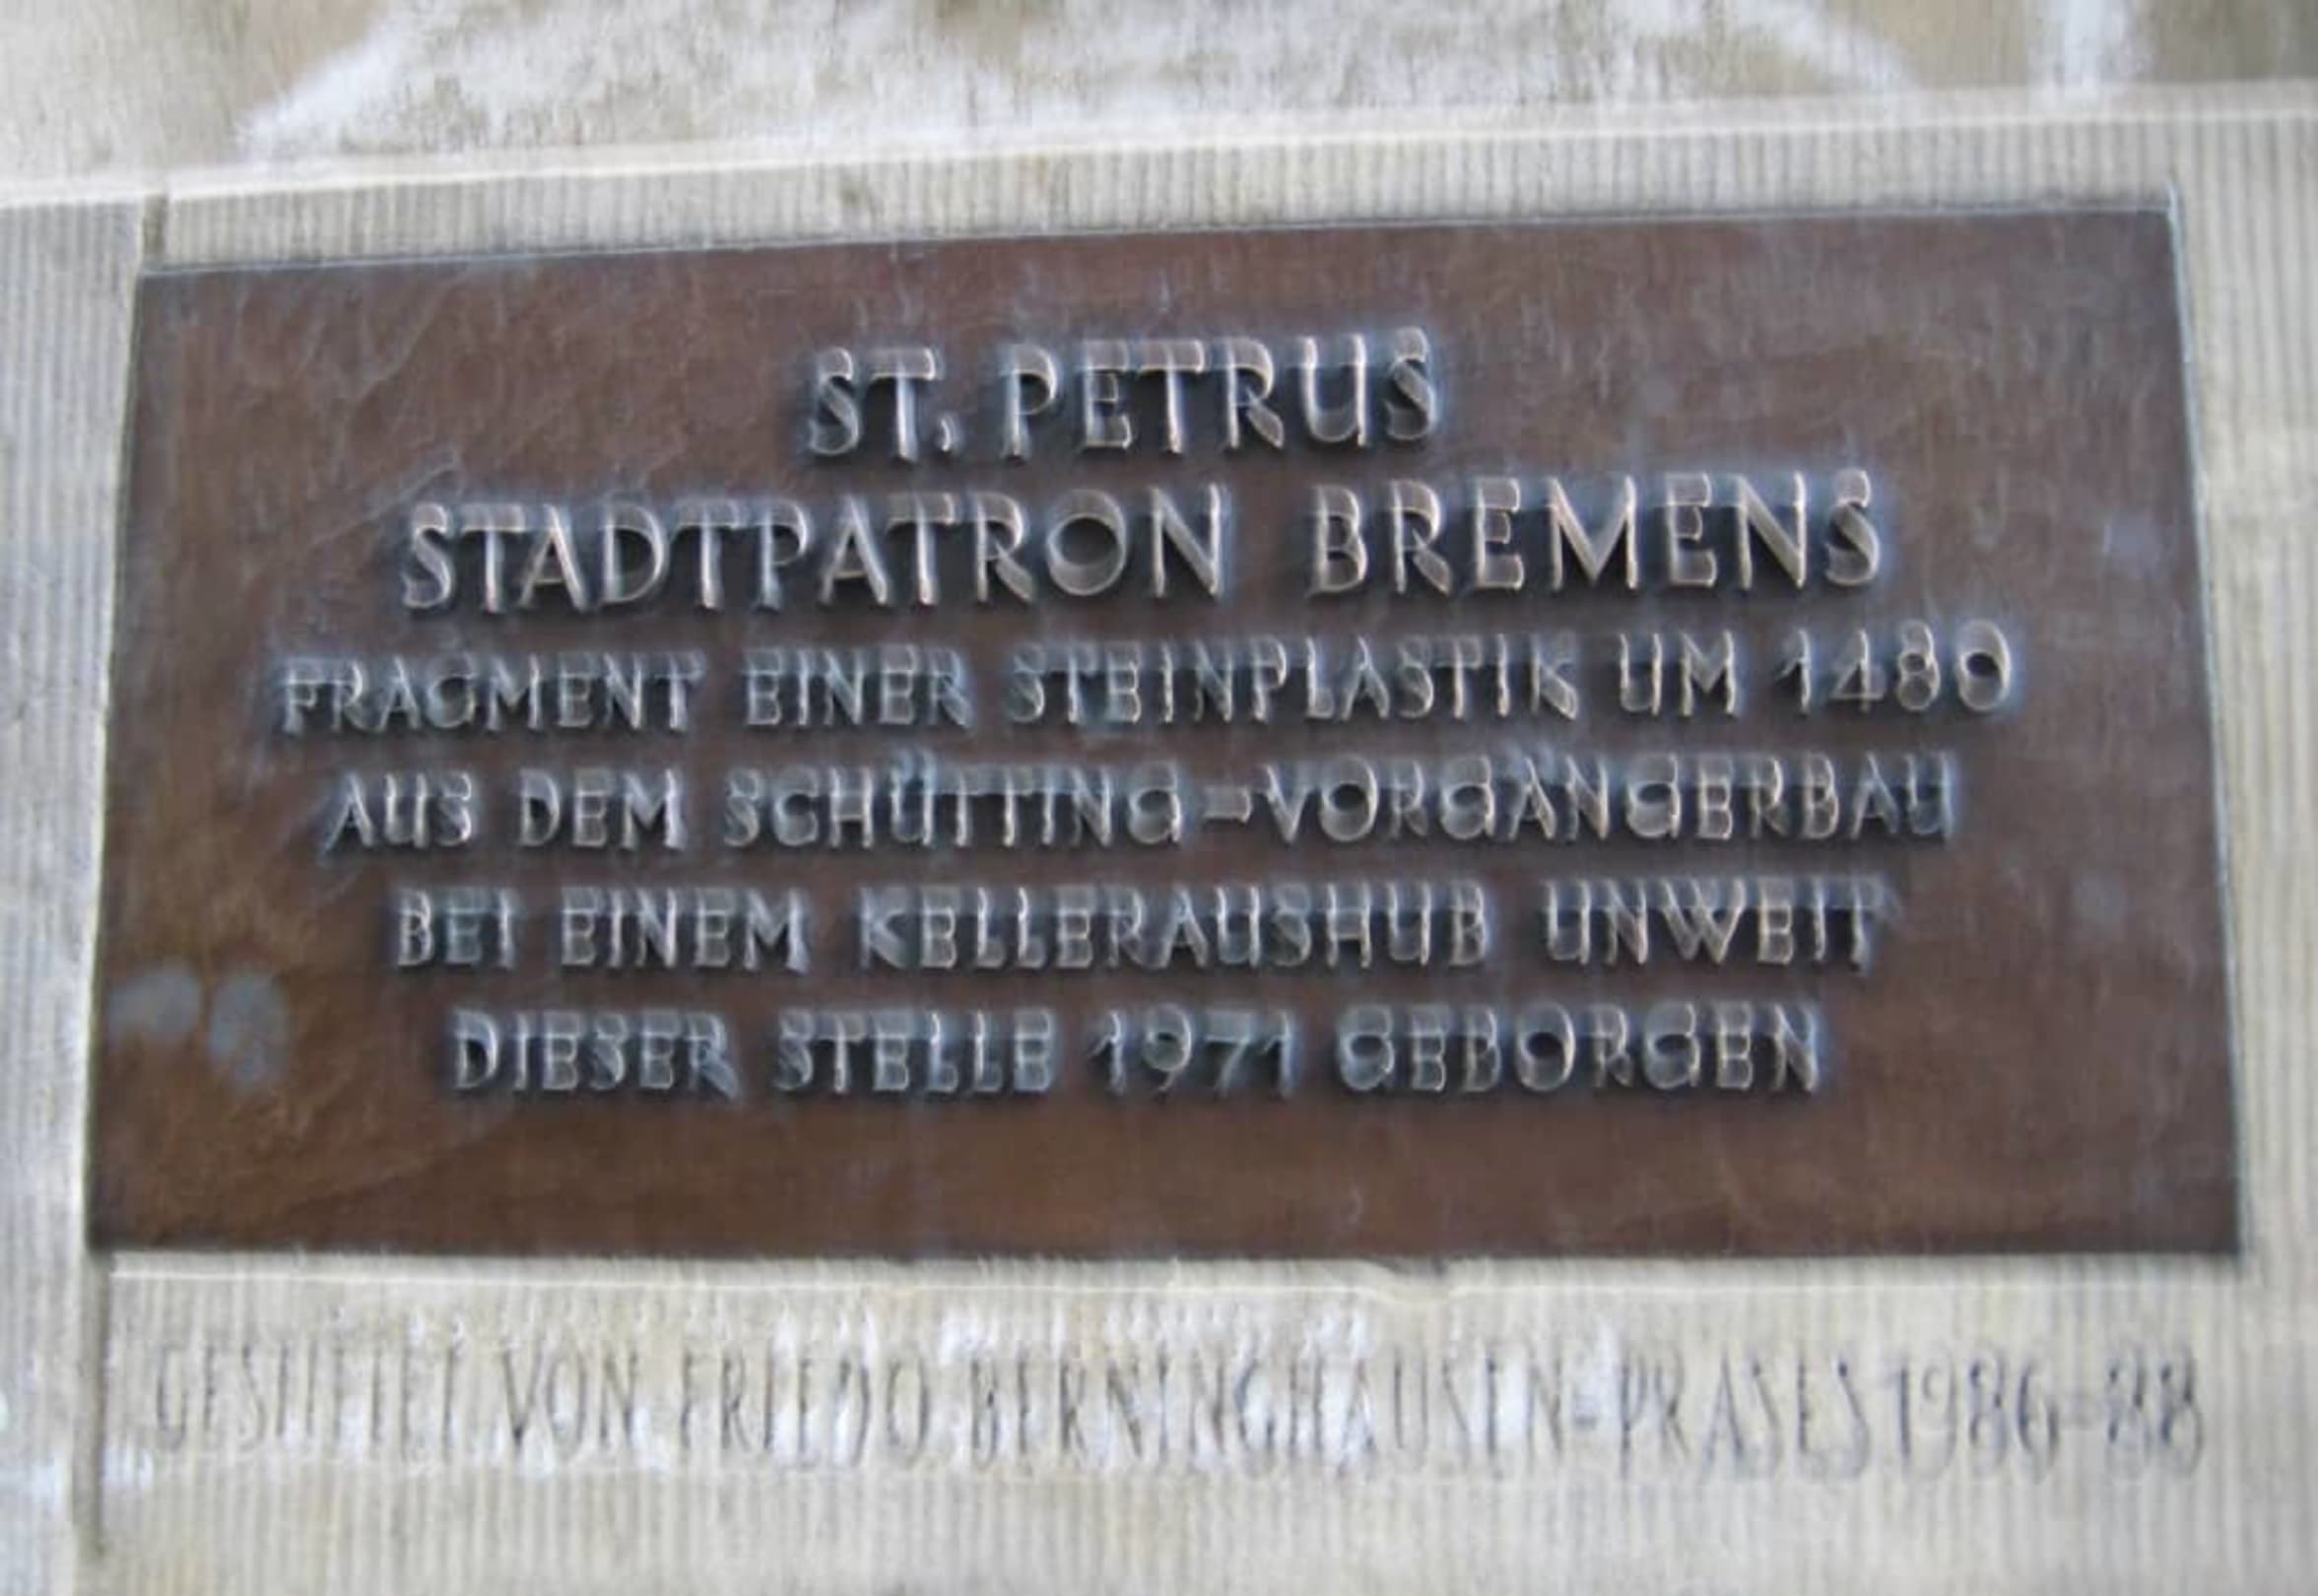 ST. PETRUS
STADTPATRON BREMENS
FRAGMENT EINER STEINPLASTIK UM 1480
AUS DEM SCHÜTTING-VORGÄNGERBAU
BEI EINEM KELLERAUSHUB UNWEIT
DIESER STELLE 1971 GEBORGEN
GESTIFTET VON FRIEDO BERNINGHAUSEN-PRÄSES 1986-88